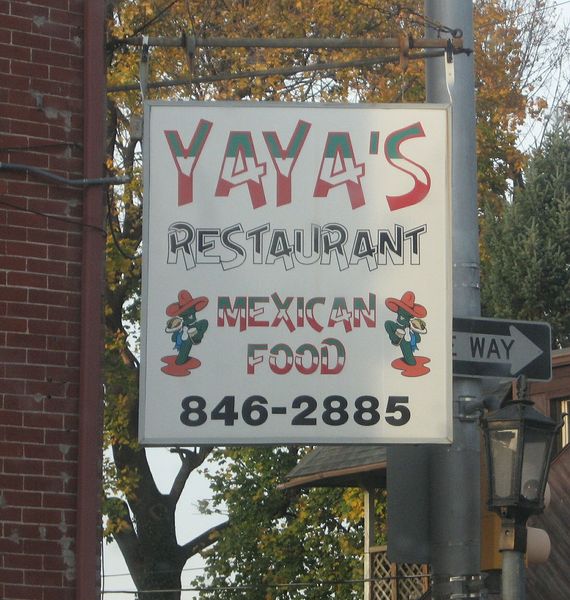 YAYA'S
RESTAURANT
MEXICAN
FOOD
846-2885
E WAY